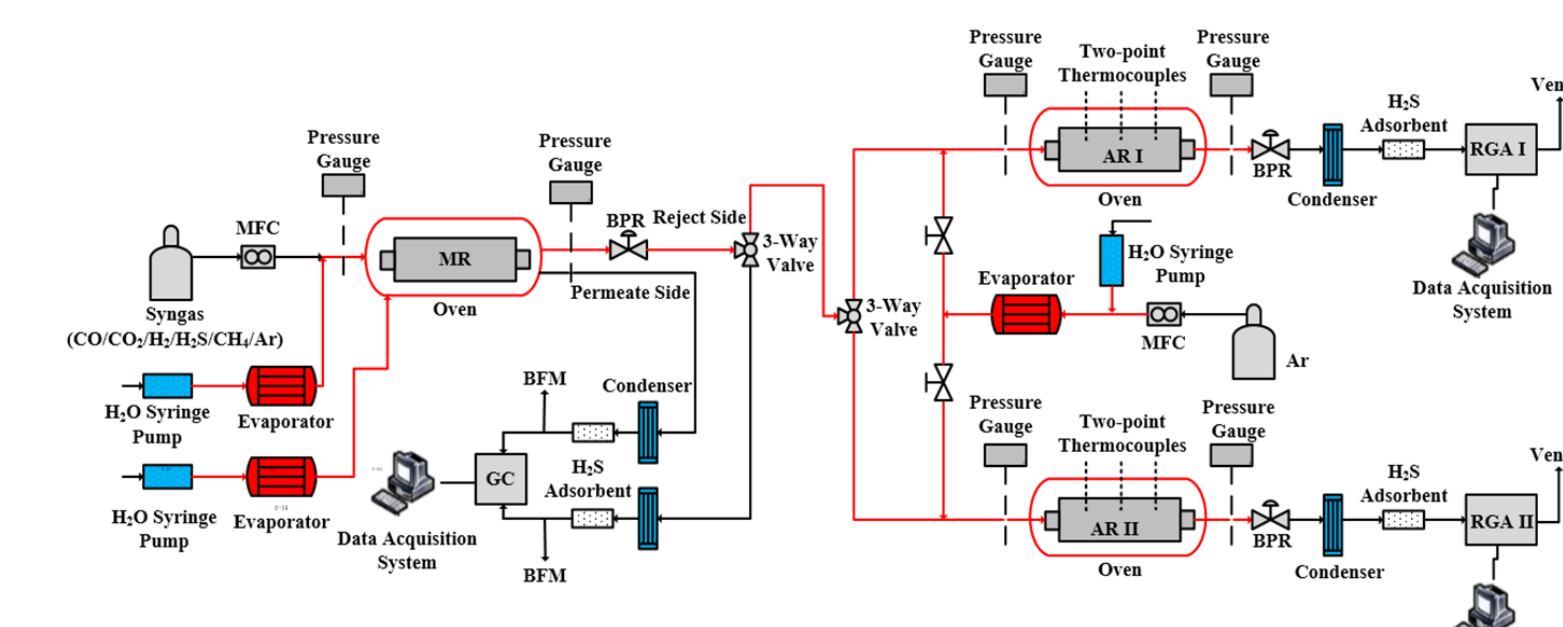 Pressure
Gauge
Two-point
Thermocouples
Pressure
Gauge
AR I
Oven
BPR
Condenser
H₂S
Adsorbent
RGA I
Ven
Data Acquisition
System
Pressure
Gauge
Pressure
Gauge
MFC
Syngas
(CO/CO₂/H₂/H₂S/CH₄/Ar)
MR
Oven
BPR
Reject Side
Permeate Side
3-Way
Valve
3-Way
Valve
H₂O Syringe
Pump
Evaporator
MFC
Ar
H₂O Syringe
Pump
Evaporator
H₂O Syringe
Pump
Evaporator
BFM
Condenser
GC
H₂S
Adsorbent
BFM
Data Acquisition
System
Pressure
Gauge
Two-point
Thermocouples
Pressure
Gauge
AR II
Oven
BPR
Condenser
H₂S
Adsorbent
RGA II
Ven